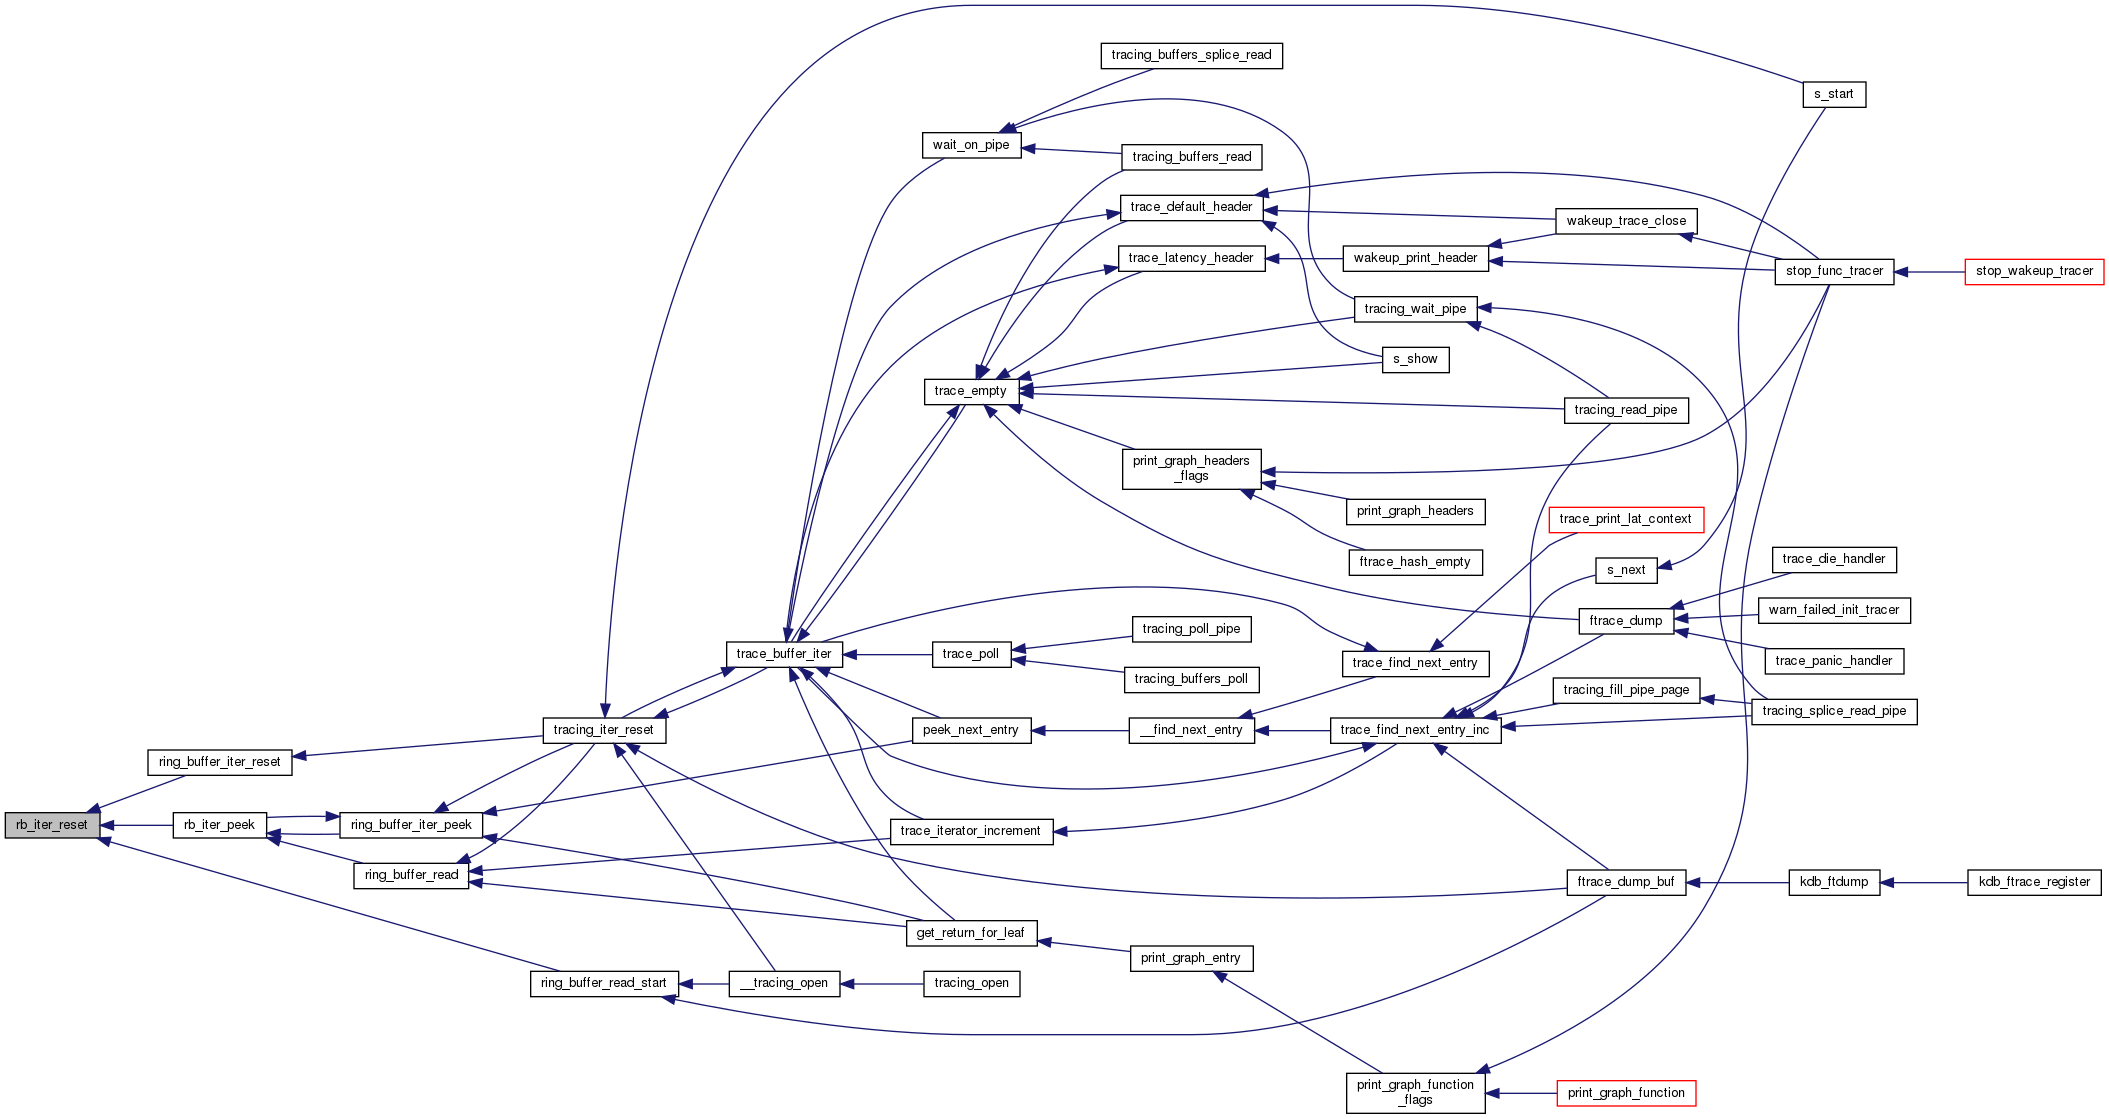 tracing_buffers_splice_read
s_start
wait_on_pipe
tracing_buffers_read
trace_default_header
wakeup_trace_close
trace_latency_header
wakeup_print_header
stop_func_tracer
stop_wakeup_tracer
tracing_wait_pipe
s_show
trace_empty
tracing_read_pipe
print_graph_headers
_flags
print_graph_headers
trace_print_lat_context
ftrace_hash_empty
s_next
trace_die_handler
warn_failed_init_tracer
ftrace_dump
tracing_poll_pipe
trace_buffer_iter
trace_poll
trace_find_next_entry
trace_panic_handler
tracing_buffers_poll
tracing_fill_pipe_page
tracing_splice_read_pipe
tracing_iter_reset
peek_next_entry
__find_next_entry
trace_find_next_entry_inc
ring_buffer_iter_reset
rb_iter_reset
rb_iter_peek
ring_buffer_iter_peek
trace_iterator_increment
ring_buffer_read
ftrace_dump_buf
kdb_ftdump
kdb_ftrace_register
get_return_for_leaf
print_graph_entry
ring_buffer_read_start
__tracing_open
tracing_open
print_graph_function
_flags
print_graph_function